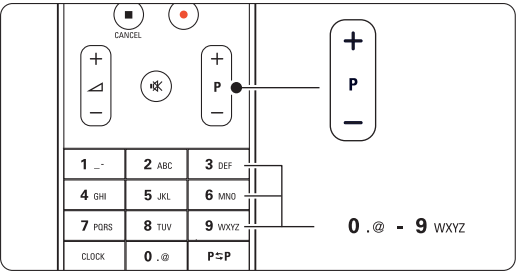 CANCEL
+ + +
P P
− − −
1 _- 2 ABC 3 DEF
4 GHI 5 JKL 6 MNO
7 PQRS 8 TUV 9 WXYZ 0 .@ - 9 WXYZ
CLOCK 0 .@ P⇆P